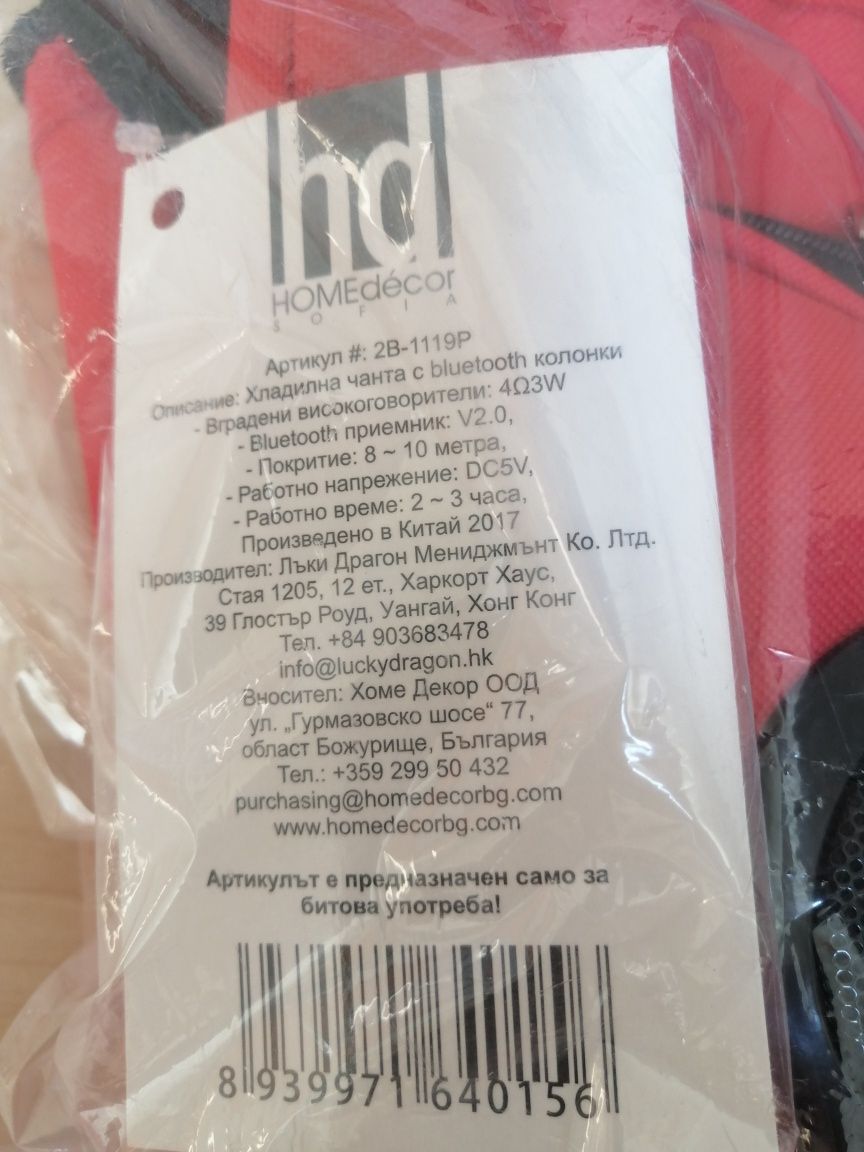 hd
HOMEdécor
SOFIA
Артикул #: 2B-1119P
Описание: Хладилна чанта с bluetooth колонки
- Вградени високоговорители: 4Ω3W
- Bluetooth приемник: V2.0,
- Покритие: 8 ~ 10 метра,
- Работно напрежение: DC5V,
- Работно време: 2 ~ 3 часа,
Произведено в Китай 2017
Производител: Лъки Драгон Мениджмънт Ко. Лтд.
Стая 1205, 12 ет., Харкорт Хаус,
39 Глостър Роуд, Уангай, Хонг Конг
Тел. +84 903683478
info@luckydragon.hk
Вносител: Хоме Декор ООД
ул. „Гурмазовско шосе“ 77,
област Божурище, България
Тел.: +359 299 50 432
purchasing@homedecorbg.com
www.homedecorbg.com
Артикулът е предназначен само за
битова употреба!
8 939971 640156